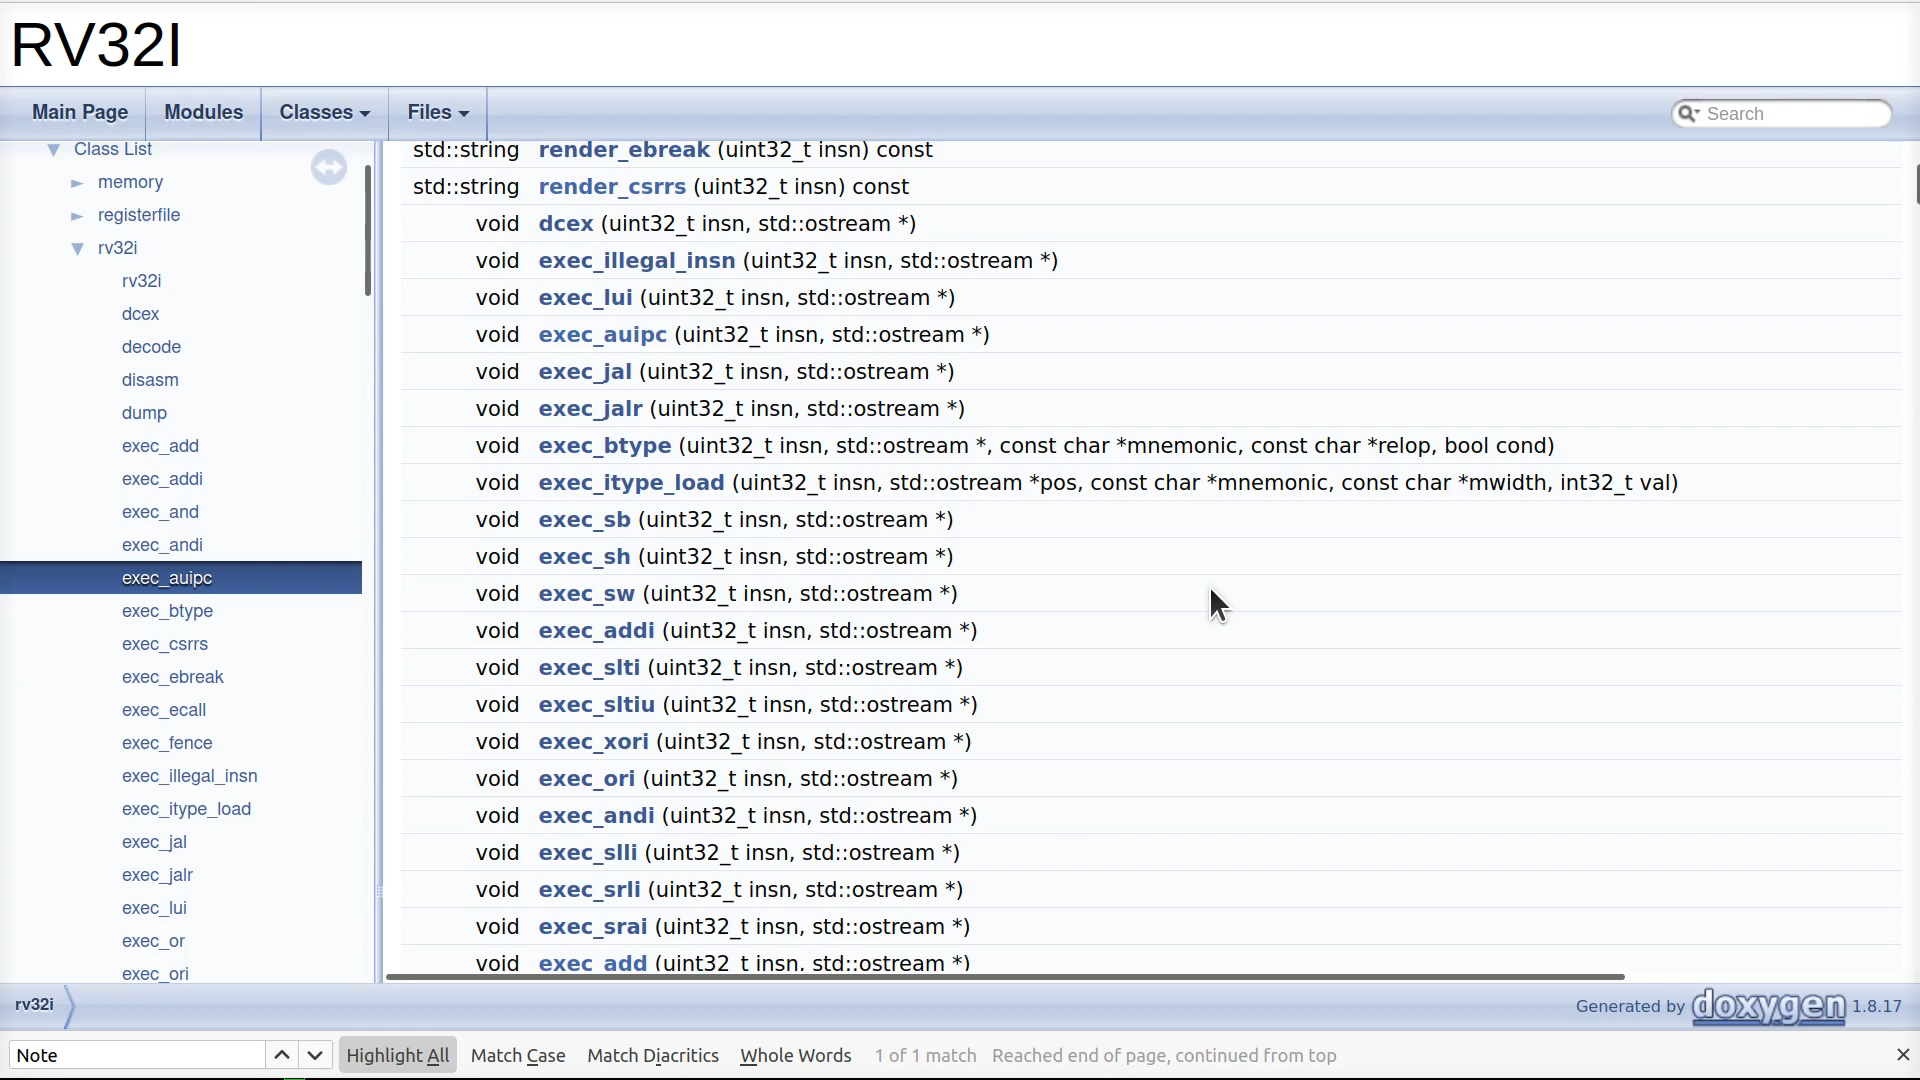 RV32I
Main Page
Modules
Classes
Files
Search
Class List
memory
registerfile
rv32i
rv32i
dcex
decode
disasm
dump
exec_add
exec_addi
exec_and
exec_andi
exec_auipc
exec_btype
exec_csrrs
exec_ebreak
exec_ecall
exec_fence
exec_illegal_insn
exec_itype_load
exec_jal
exec_jalr
exec_lui
exec_or
exec_ori
std::string render_ebreak (uint32_t insn) const
std::string render_csrrs (uint32_t insn) const
void dcex (uint32_t insn, std::ostream *)
void exec_illegal_insn (uint32_t insn, std::ostream *)
void exec_lui (uint32_t insn, std::ostream *)
void exec_auipc (uint32_t insn, std::ostream *)
void exec_jal (uint32_t insn, std::ostream *)
void exec_jalr (uint32_t insn, std::ostream *)
void exec_btype (uint32_t insn, std::ostream *, const char *mnemonic, const char *relop, bool cond)
void exec_itype_load (uint32_t insn, std::ostream *pos, const char *mnemonic, const char *mwidth, int32_t val)
void exec_sb (uint32_t insn, std::ostream *)
void exec_sh (uint32_t insn, std::ostream *)
void exec_sw (uint32_t insn, std::ostream *)
void exec_addi (uint32_t insn, std::ostream *)
void exec_slti (uint32_t insn, std::ostream *)
void exec_sltiu (uint32_t insn, std::ostream *)
void exec_xori (uint32_t insn, std::ostream *)
void exec_ori (uint32_t insn, std::ostream *)
void exec_andi (uint32_t insn, std::ostream *)
void exec_slli (uint32_t insn, std::ostream *)
void exec_srli (uint32_t insn, std::ostream *)
void exec_srai (uint32_t insn, std::ostream *)
void exec_add (uint32_t insn, std::ostream *)
rv32i
Generated by doxygen 1.8.17
Note
Highlight All
Match Case
Match Diacritics
Whole Words
1 of 1 match
Reached end of page, continued from top